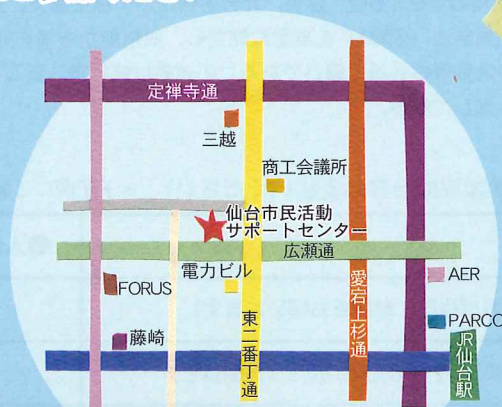 定禅寺通
三越
商工会議所
仙台市民活動
サポートセンター
広瀬通
電力ビル
FORUS
AER
愛宕上杉通
東二番丁通
藤崎
PARCO
JR仙台駅